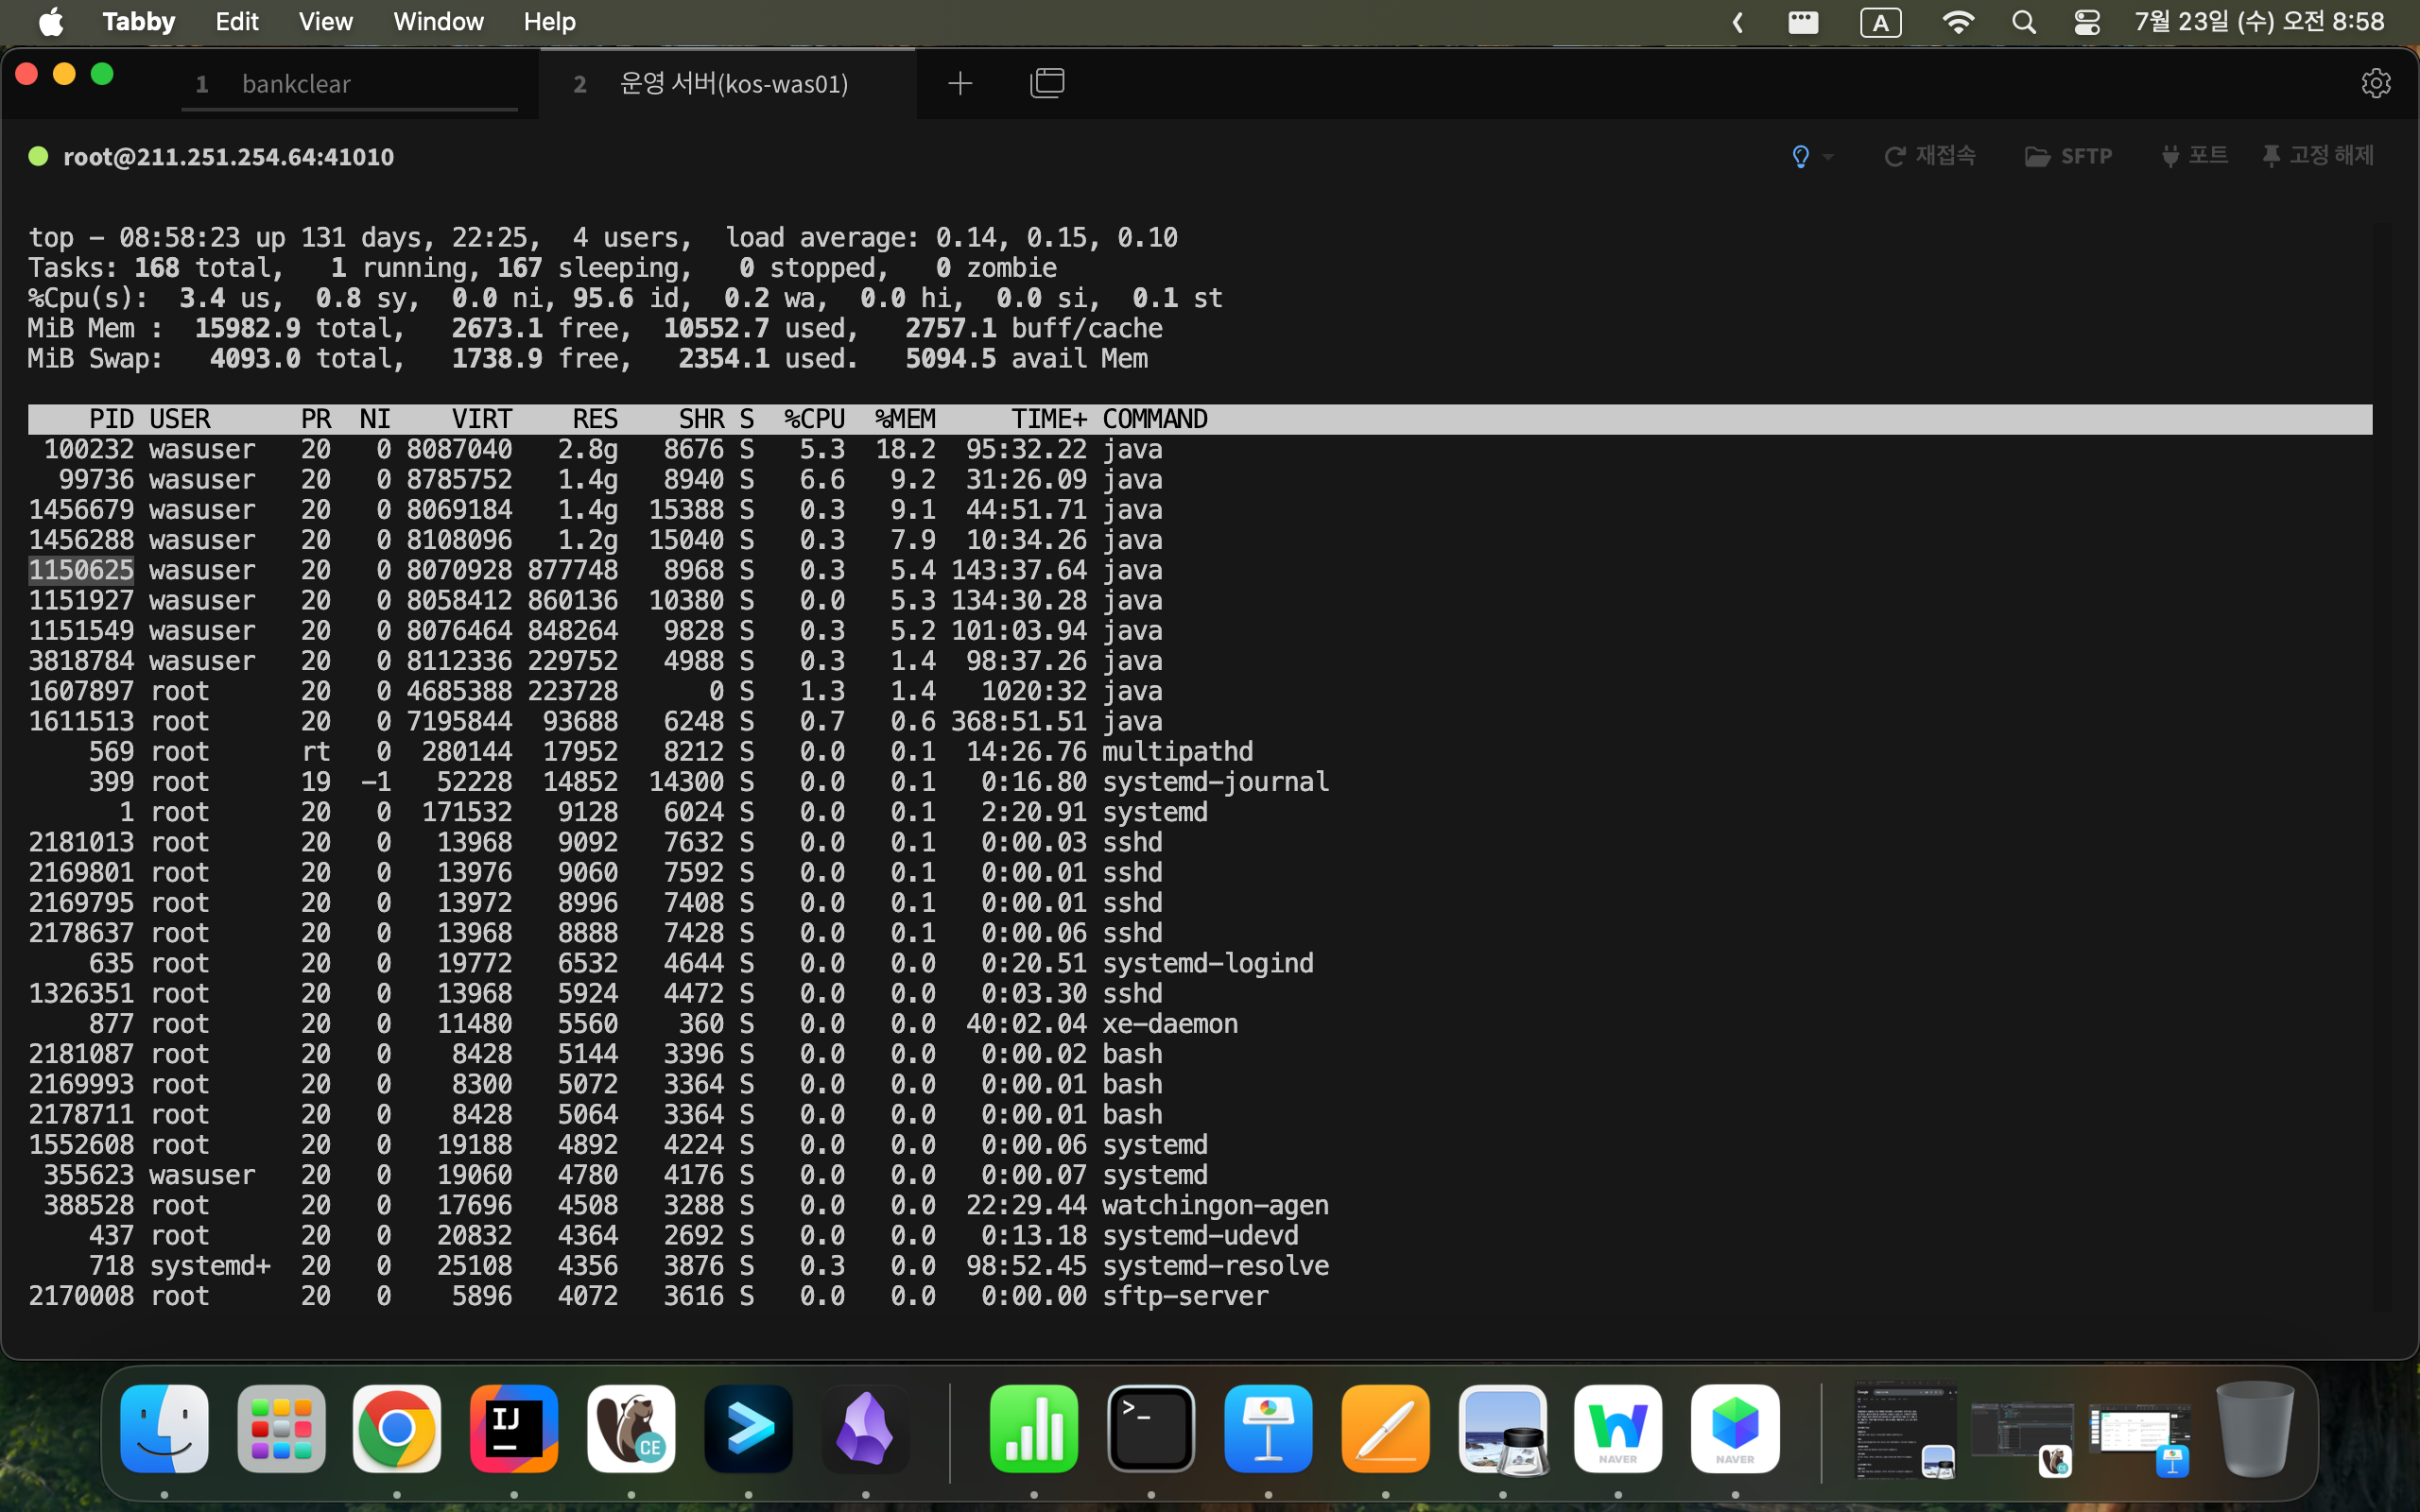 Tabby Edit View Window Help A 7월 23일 (수) 오전 8:58
1 bankclear 2 운영 서버(kos-was01)
root@211.251.254.64:41010 재접속 SFTP 포트 고정 해제
top - 08:58:23 up 131 days, 22:25, 4 users, load average: 0.14, 0.15, 0.10
Tasks: 168 total, 1 running, 167 sleeping, 0 stopped, 0 zombie
%Cpu(s): 3.4 us, 0.8 sy, 0.0 ni, 95.6 id, 0.2 wa, 0.0 hi, 0.0 si, 0.1 st
MiB Mem : 15982.9 total, 2673.1 free, 10552.7 used, 2757.1 buff/cache
MiB Swap: 4093.0 total, 1738.9 free, 2354.1 used. 5094.5 avail Mem
PID USER PR NI VIRT RES SHR S %CPU %MEM TIME+ COMMAND
100232 wasuser 20 0 8087040 2.8g 8676 S 5.3 18.2 95:32.22 java
99736 wasuser 20 0 8785752 1.4g 8940 S 6.6 9.2 31:26.09 java
1456679 wasuser 20 0 8069184 1.4g 15388 S 0.3 9.1 44:51.71 java
1456288 wasuser 20 0 8108096 1.2g 15040 S 0.3 7.9 10:34.26 java
1150625 wasuser 20 0 8070928 877748 8968 S 0.3 5.4 143:37.64 java
1151927 wasuser 20 0 8058412 860136 10380 S 0.0 5.3 134:30.28 java
1151549 wasuser 20 0 8076464 848264 9828 S 0.3 5.2 101:03.94 java
3818784 wasuser 20 0 8112336 229752 4988 S 0.3 1.4 98:37.26 java
1607897 root 20 0 4685388 223728 0 S 1.3 1.4 1020:32 java
1611513 root 20 0 7195844 93688 6248 S 0.7 0.6 368:51.51 java
569 root rt 0 280144 17952 8212 S 0.0 0.1 14:26.76 multipathd
399 root 19 -1 52228 14852 14300 S 0.0 0.1 0:16.80 systemd-journal
1 root 20 0 171532 9128 6024 S 0.0 0.1 2:20.91 systemd
2181013 root 20 0 13968 9092 7632 S 0.0 0.1 0:00.03 sshd
2169801 root 20 0 13976 9060 7592 S 0.0 0.1 0:00.01 sshd
2169795 root 20 0 13972 8996 7408 S 0.0 0.1 0:00.01 sshd
2178637 root 20 0 13968 8888 7428 S 0.0 0.1 0:00.06 sshd
635 root 20 0 19772 6532 4644 S 0.0 0.0 0:20.51 systemd-logind
1326351 root 20 0 13968 5924 4472 S 0.0 0.0 0:03.30 sshd
877 root 20 0 11480 5560 360 S 0.0 0.0 40:02.04 xe-daemon
2181087 root 20 0 8428 5144 3396 S 0.0 0.0 0:00.02 bash
2169993 root 20 0 8300 5072 3364 S 0.0 0.0 0:00.01 bash
2178711 root 20 0 8428 5064 3364 S 0.0 0.0 0:00.01 bash
1552608 root 20 0 19188 4892 4224 S 0.0 0.0 0:00.06 systemd
355623 wasuser 20 0 19060 4780 4176 S 0.0 0.0 0:00.07 systemd
388528 root 20 0 17696 4508 3288 S 0.0 0.0 22:29.44 watchingon-agen
437 root 20 0 20832 4364 2692 S 0.0 0.0 0:13.18 systemd-udevd
718 systemd+ 20 0 25108 4356 3876 S 0.3 0.0 98:52.45 systemd-resolve
2170008 root 20 0 5896 4072 3616 S 0.0 0.0 0:00.00 sftp-server
IJ CE >_ W NAVER NAVER